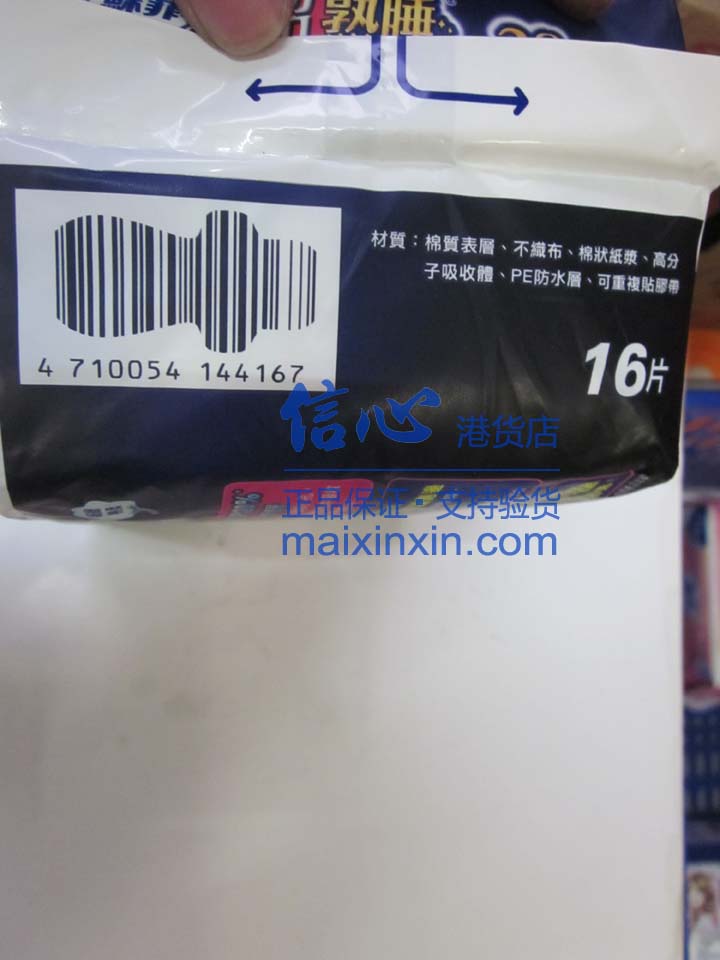 熟睡
材質：棉質表層、不織布、棉狀紙漿、高分
子吸收體、PE防水層、可重複貼膠帶
4 710054 144167
16片
信心 港货店
正品保证·支持验货
maixinxin.com